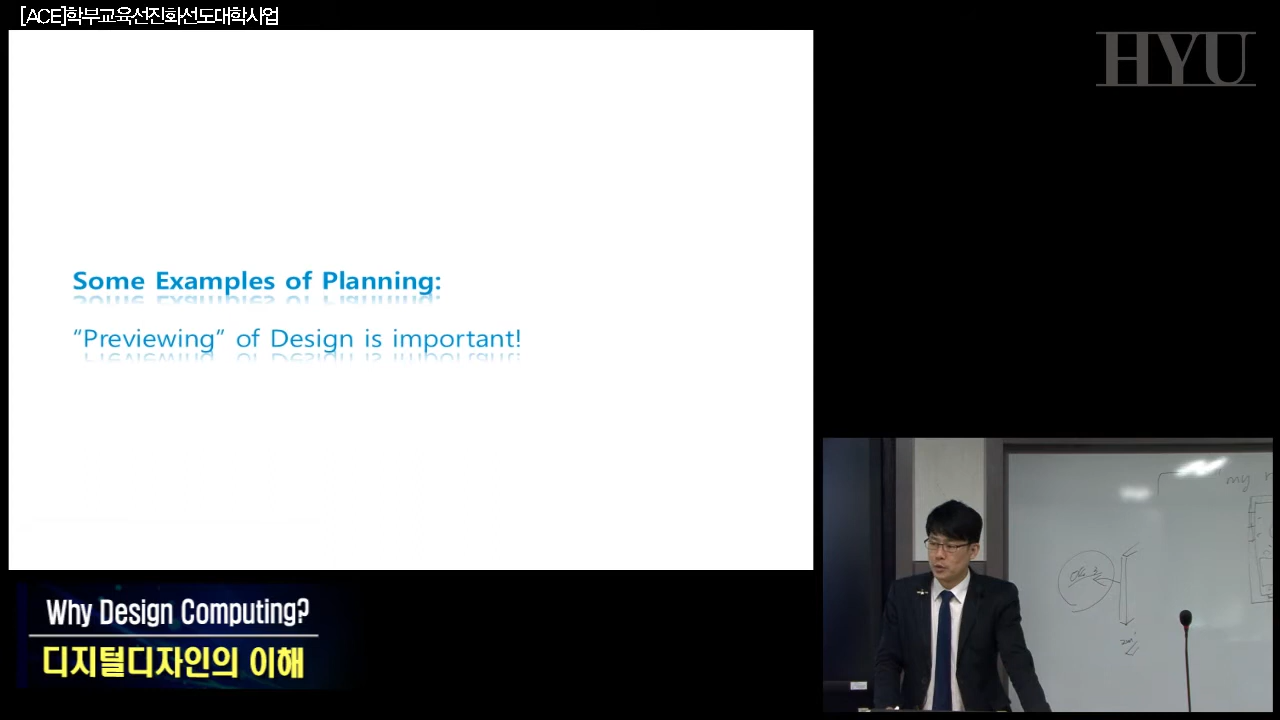 [ACE]학부교육선진화선도대학사업
HYU
Some Examples of Planning:
“Previewing” of Design is important!
Why Design Computing?
디지털디자인의 이해
my